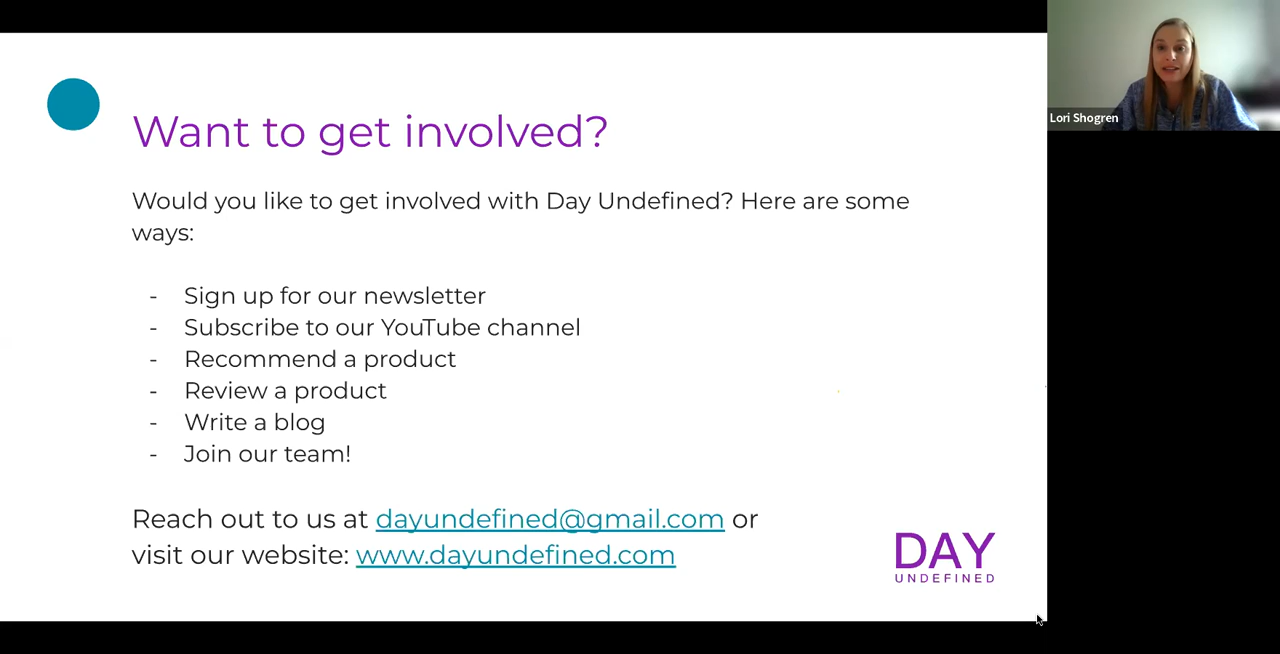 Want to get involved?
Would you like to get involved with Day Undefined? Here are some
ways:
- Sign up for our newsletter
- Subscribe to our YouTube channel
- Recommend a product
- Review a product
- Write a blog
- Join our team!
Reach out to us at dayundefined@gmail.com or
visit our website: www.dayundefined.com
DAY
UNDEFINED
Lori Shogren